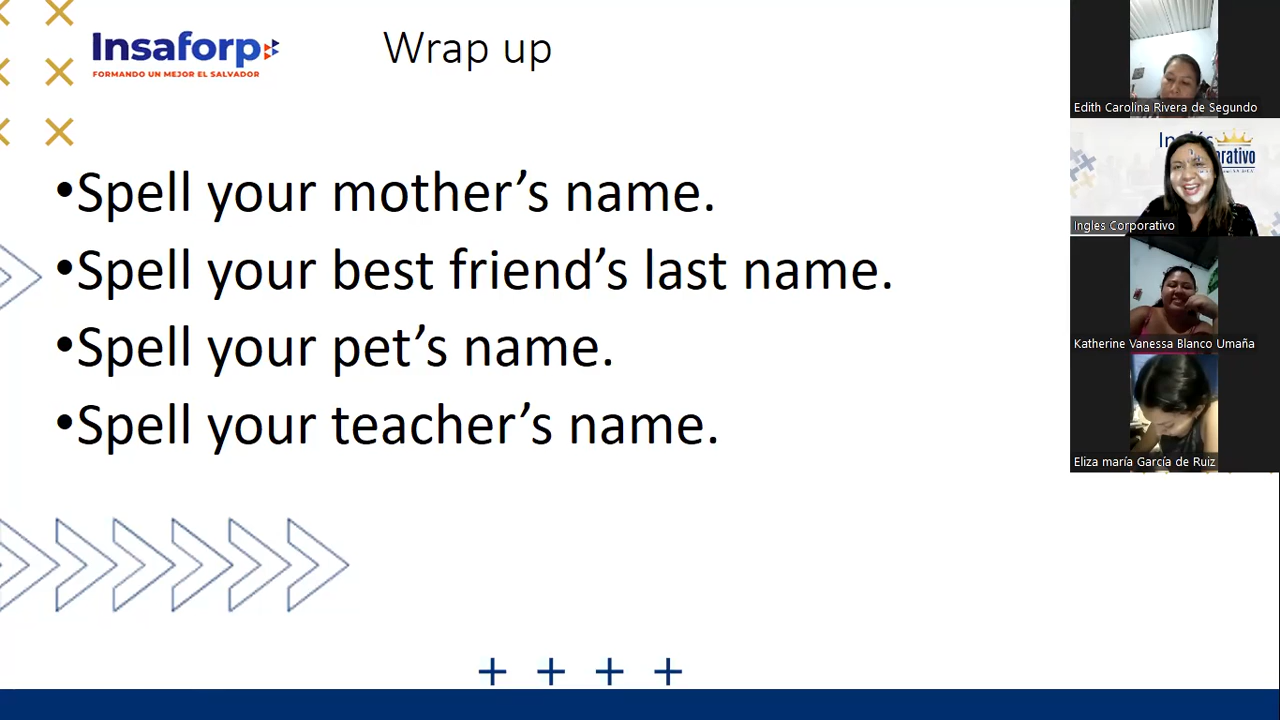 Insaforp
FORMANDO UN MEJOR EL SALVADOR
Wrap up
•Spell your mother’s name.
•Spell your best friend’s last name.
•Spell your pet’s name.
•Spell your teacher’s name.
Edith Carolina Rivera de Segundo
Ingles Corporativo
Katherine Vanessa Blanco Umaña
Eliza maría García de Ruiz